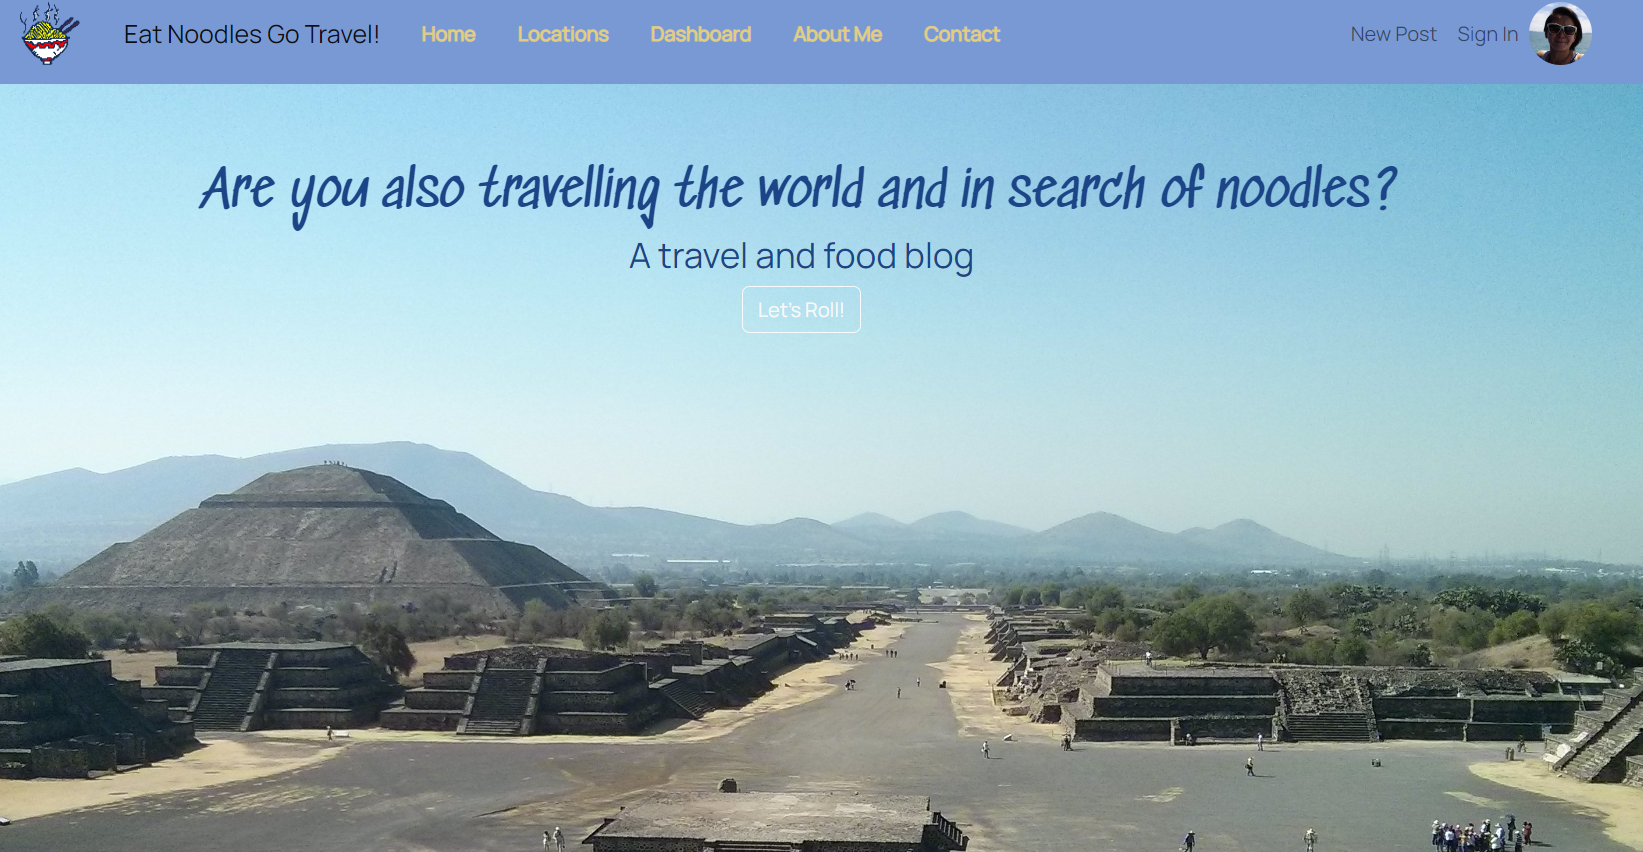 Eat Noodles Go Travel! Home Locations Dashboard About Me Contact New Post Sign In
Are you also travelling the world and in search of noodles?
A travel and food blog
Let's Roll!